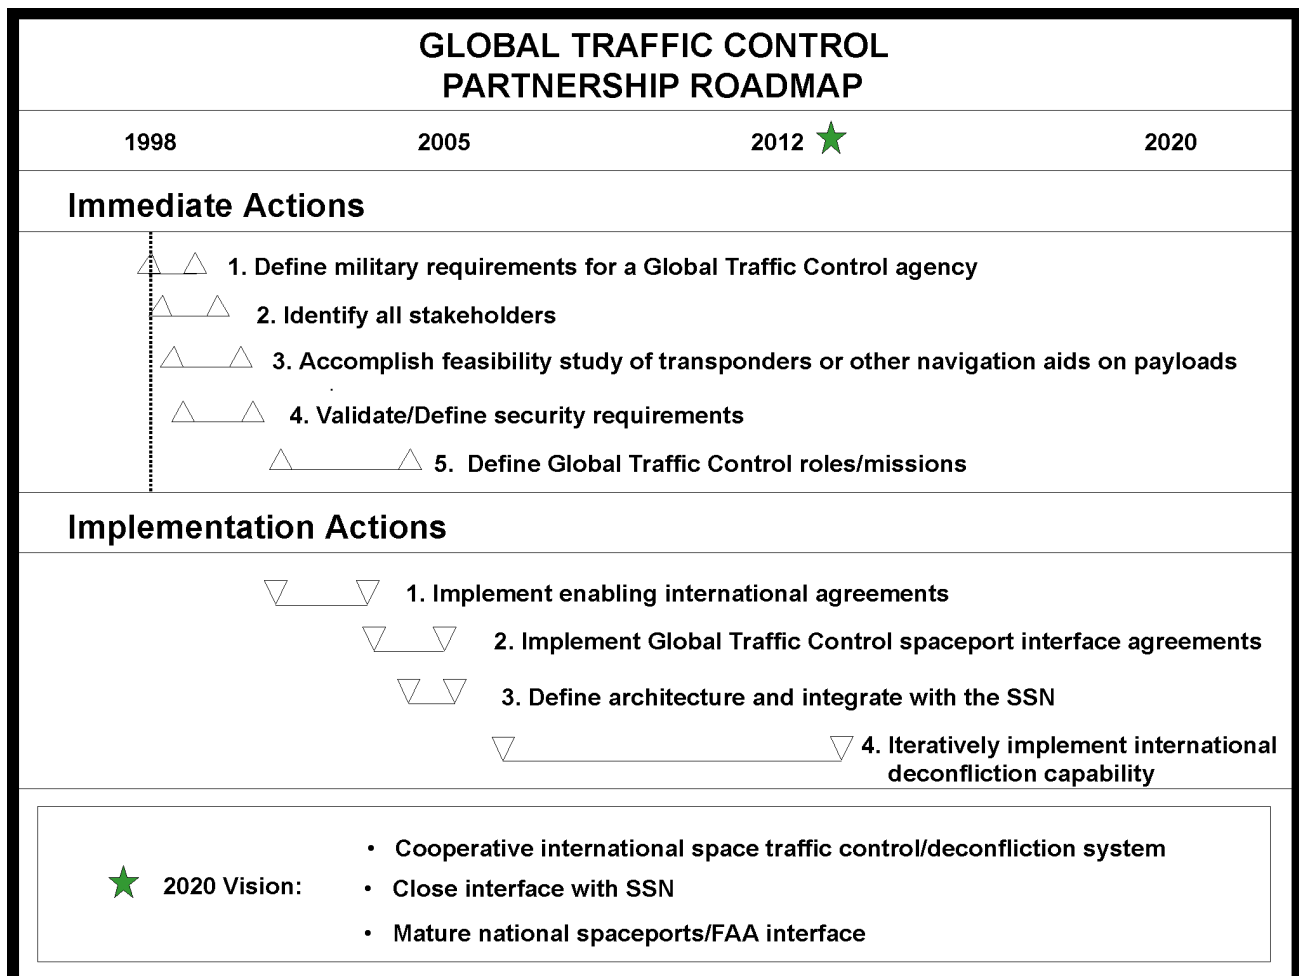 GLOBAL TRAFFIC CONTROL
PARTNERSHIP ROADMAP
1998 2005 2012 2020
Immediate Actions
1. Define military requirements for a Global Traffic Control agency
2. Identify all stakeholders
3. Accomplish feasibility study of transponders or other navigation aids on payloads
4. Validate/Define security requirements
5. Define Global Traffic Control roles/missions
Implementation Actions
1. Implement enabling international agreements
2. Implement Global Traffic Control spaceport interface agreements
3. Define architecture and integrate with the SSN
4. Iteratively implement international
deconfliction capability
• Cooperative international space traffic control/deconfliction system
2020 Vision: • Close interface with SSN
• Mature national spaceports/FAA interface